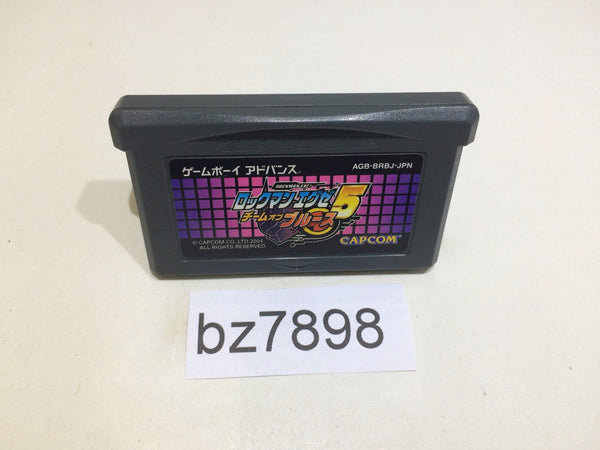 ゲームボーイ アドバンス
AGB-BRBJ-JPN
ROCKMAN EXE
ロックマン エグゼ 5
チーム オブ ブルース
© CAPCOM CO.,LTD.2004
ALL RIGHTS RESERVED
CAPCOM
bz7898